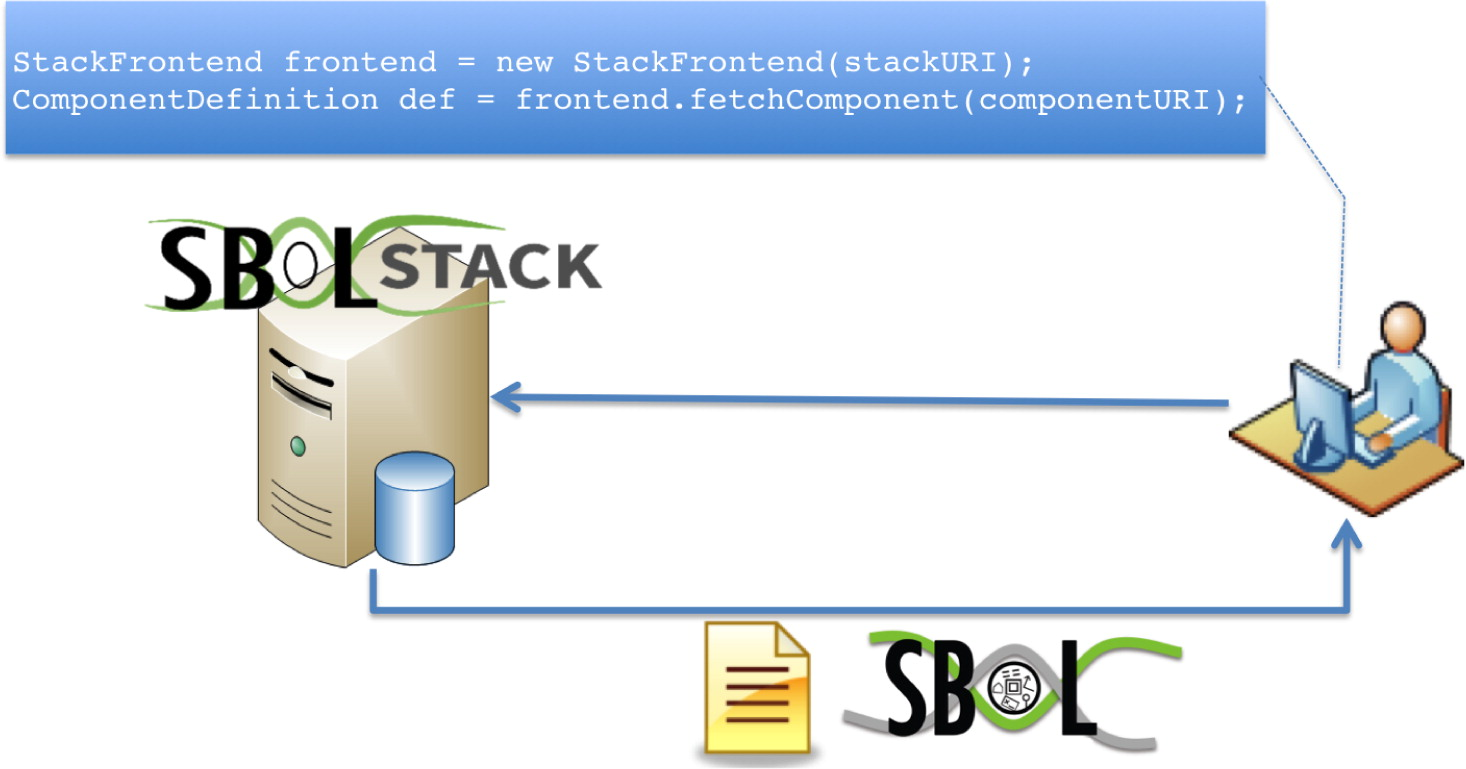 StackFrontend frontend = new StackFrontend(stackURI);
ComponentDefinition def = frontend.fetchComponent(componentURI);
SBOL STACK
SBOL